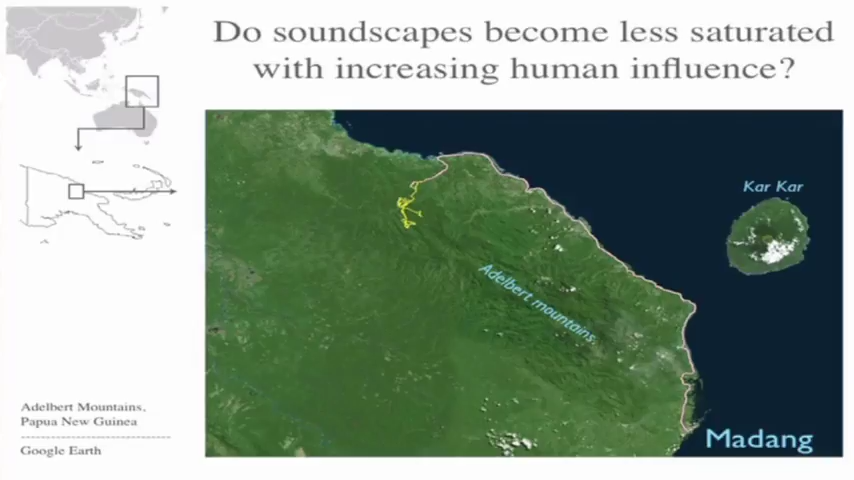 Do soundscapes become less saturated
with increasing human influence?
Kar Kar
Adelbert mountains
Madang
Adelbert Mountains,
Papua New Guinea
Google Earth